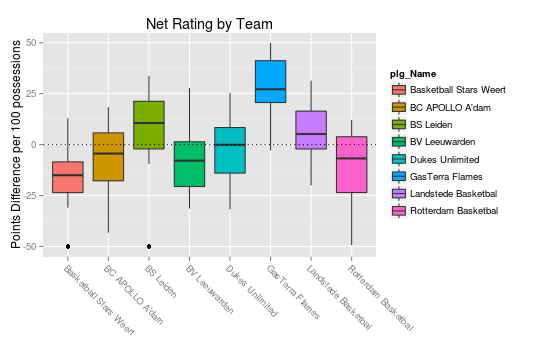 Net Rating by Team
Points Difference per 100 possessions
50
25
0
-25
-50
Basketball Stars Weert
BC APOLLO A'dam
BS Leiden
BV Leeuwarden
Dukes Unlimited
GasTerra Flames
Landstede Basketbal
Rotterdam Basketbal
plg_Name
Basketball Stars Weert
BC APOLLO A'dam
BS Leiden
BV Leeuwarden
Dukes Unlimited
GasTerra Flames
Landstede Basketbal
Rotterdam Basketbal